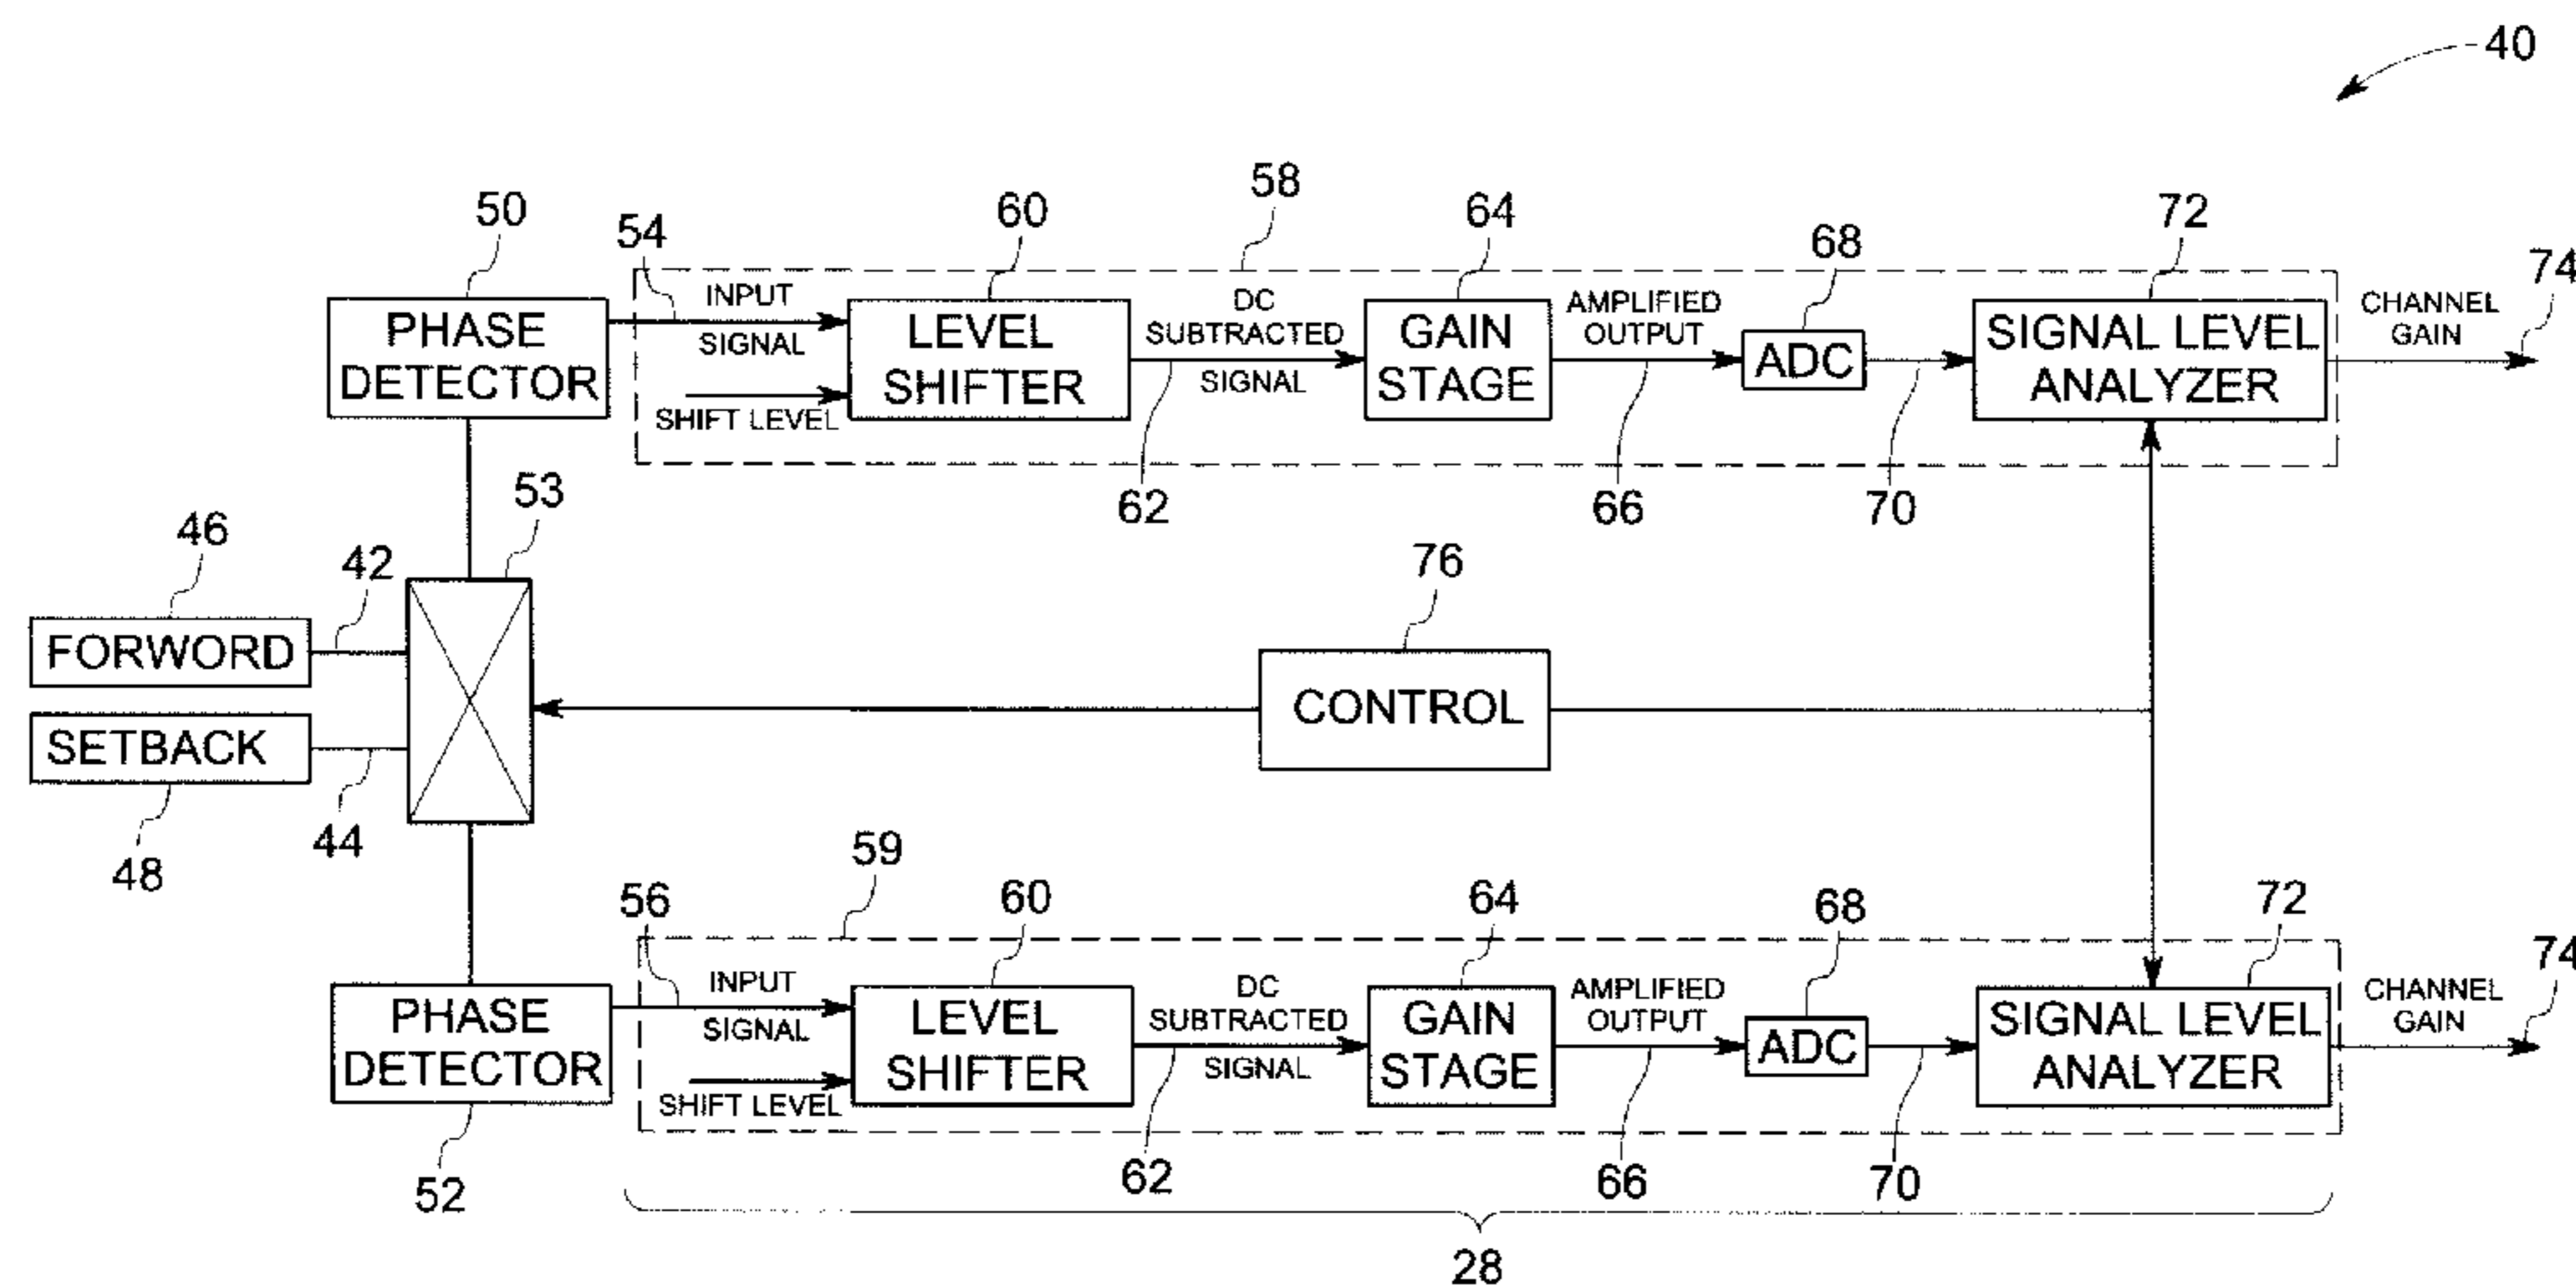 40
58
50
60
64
72
54
68
74
INPUT
SIGNAL
SHIFT LEVEL
PHASE
DETECTOR
LEVEL
SHIFTER
DC
SUBTRACTED
SIGNAL
GAIN
STAGE
AMPLIFIED
OUTPUT
ADC
SIGNAL LEVEL
ANALYZER
CHANNEL
GAIN
62
66
70
53
46
42
76
FORWORD
CONTROL
SETBACK
44
48
59
56
60
64
68
72
74
INPUT
SIGNAL
SHIFT LEVEL
PHASE
DETECTOR
LEVEL
SHIFTER
DC
SUBTRACTED
SIGNAL
GAIN
STAGE
AMPLIFIED
OUTPUT
ADC
SIGNAL LEVEL
ANALYZER
CHANNEL
GAIN
52
62
66
70
28